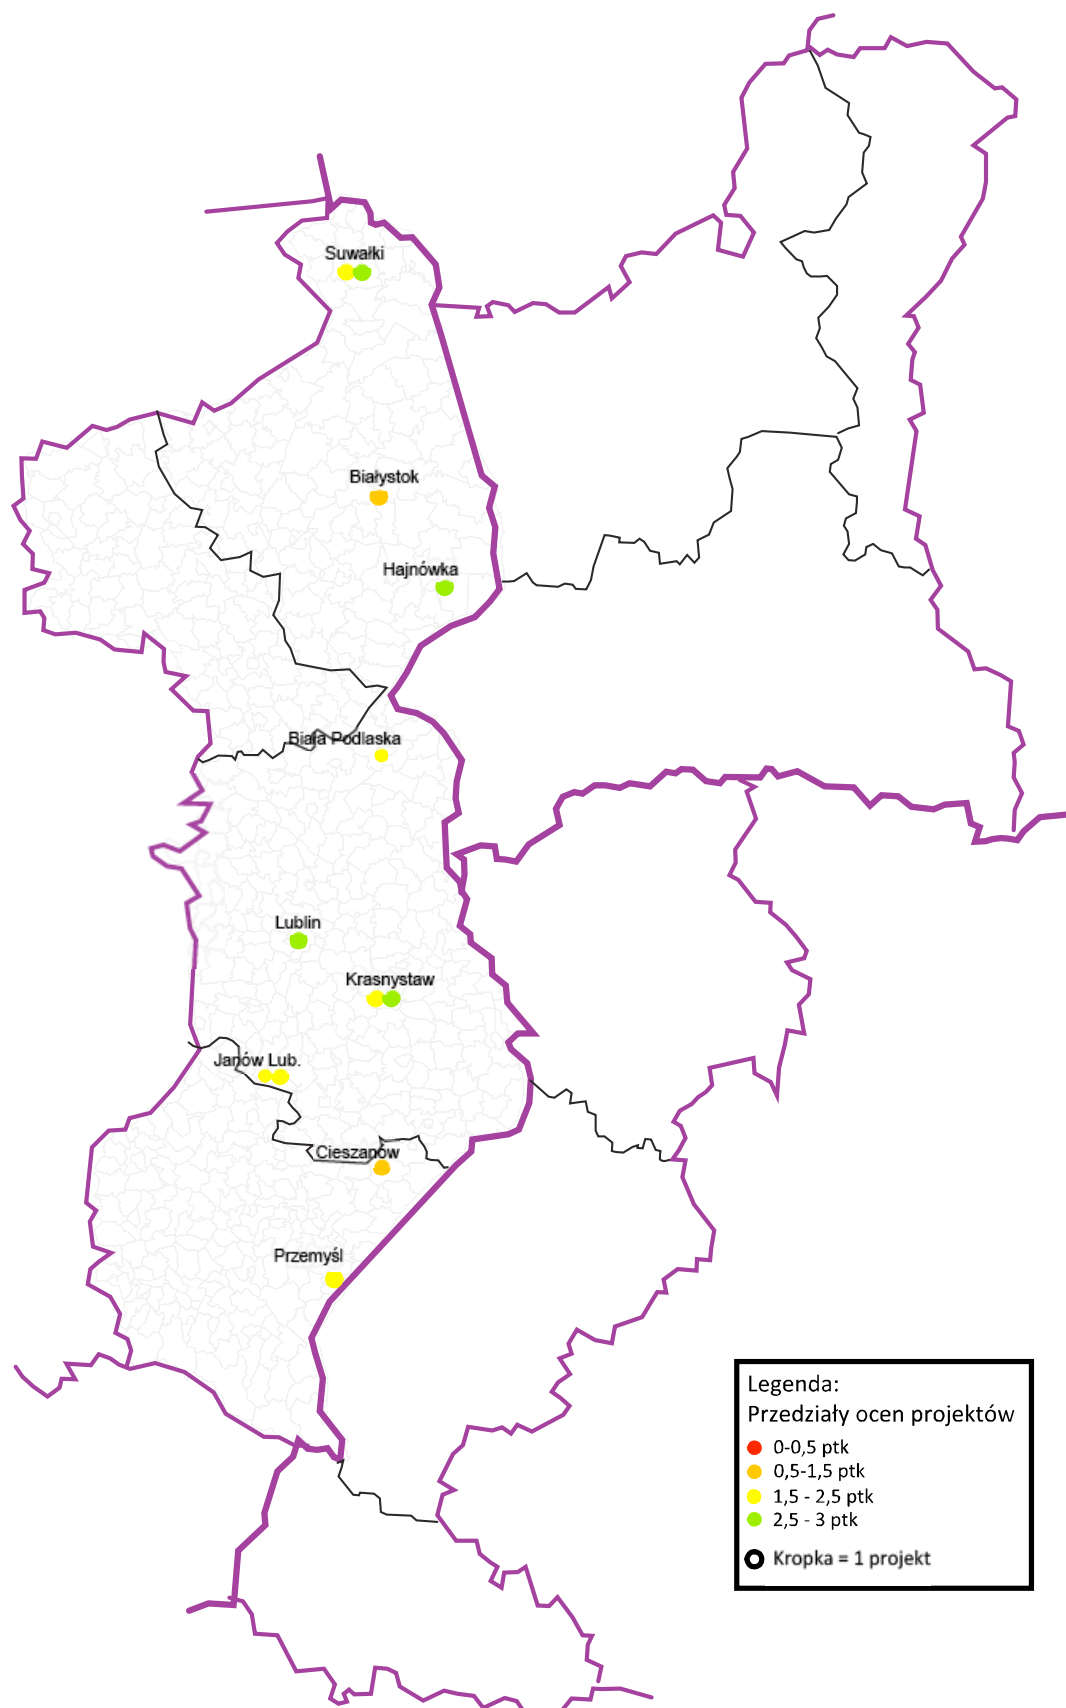 Suwałki
Białystok
Hajnówka
Biała Podlaska
Lublin
Krasnystaw
Janów Lub.
Cieszanów
Przemyśl
Legenda:
Przedziały ocen projektów
0-0,5 ptk
0,5-1,5 ptk
1,5 - 2,5 ptk
2,5 - 3 ptk
Kropka = 1 projekt